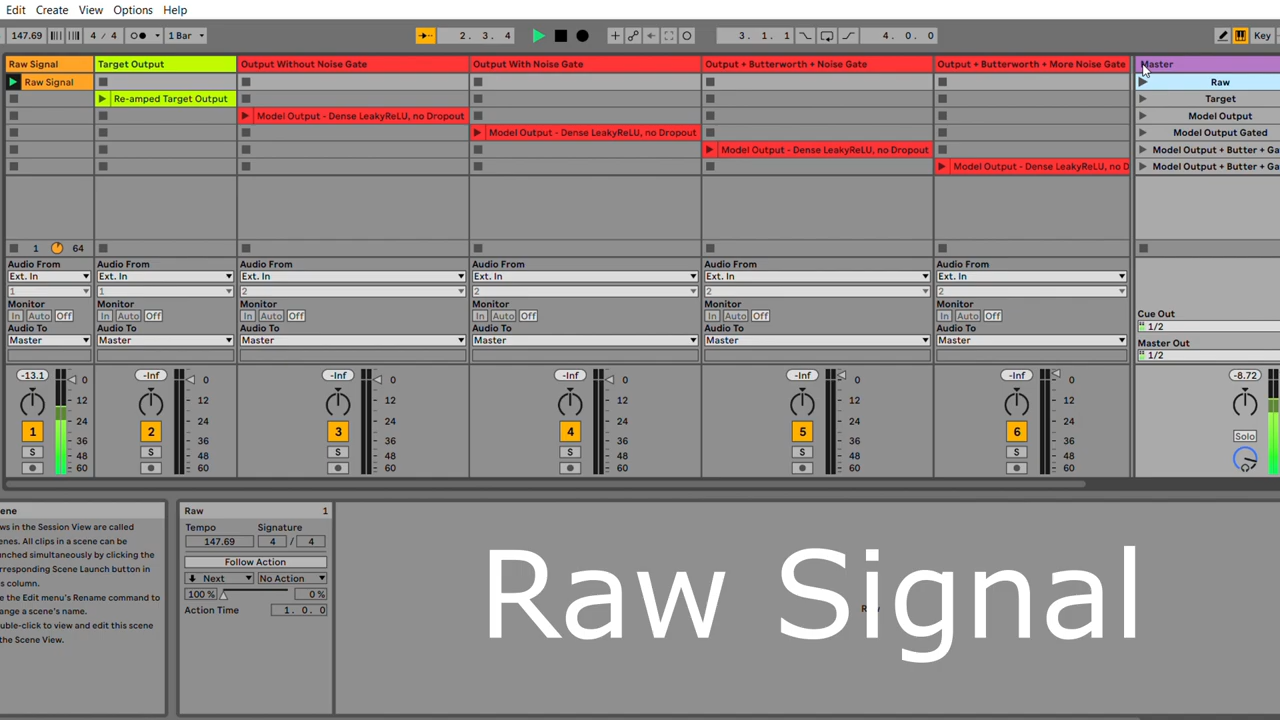 Edit Create View Options Help
147.69 4 / 4 1 Bar 2. 3. 4 3. 1. 1 4. 0. 0 Key
Raw Signal Target Output Output Without Noise Gate Output With Noise Gate Output + Butterworth + Noise Gate Output + Butterworth + More Noise Gate Master
Raw Signal Raw
Re-amped Target Output Target
Model Output - Dense LeakyReLU, no Dropout Model Output
Model Output - Dense LeakyReLU, no Dropout Model Output Gated
Model Output - Dense LeakyReLU, no Dropout Model Output + Butter + Ga
Model Output - Dense LeakyReLU, no D Model Output + Butter + Ga
1 64
Audio From Audio From Audio From Audio From Audio From Audio From
Ext. In Ext. In Ext. In Ext. In Ext. In Ext. In
1 1 2 2 2 2
Monitor Monitor Monitor Monitor Monitor Monitor Cue Out
In Auto Off In Auto Off In Auto Off In Auto Off In Auto Off In Auto Off 1/2
Audio To Audio To Audio To Audio To Audio To Audio To Master Out
Master Master Master Master Master Master 1/2
-13.1 0 -Inf 0 -Inf 0 -Inf 0 -Inf 0 -Inf 0 -8.72
12 12 12 12 12 12
24 24 24 24 24 24
1 2 3 4 5 6 Solo
36 36 36 36 36 36
S S S S S S
48 48 48 48 48 48
60 60 60 60 60 60
ene Raw 1
ws in the Session View are called Tempo Signature
enes. All clips in a scene can be 147.69 4 / 4
unched simultaneously by clicking the Follow Action
rresponding Scene Launch button in Next No Action
s column. 100 % 0 %
e the Edit menu's Rename command to Action Time 1. 0. 0
ange a scene's name.
uble-click to view and edit this scene
the Scene View.
Raw Signal